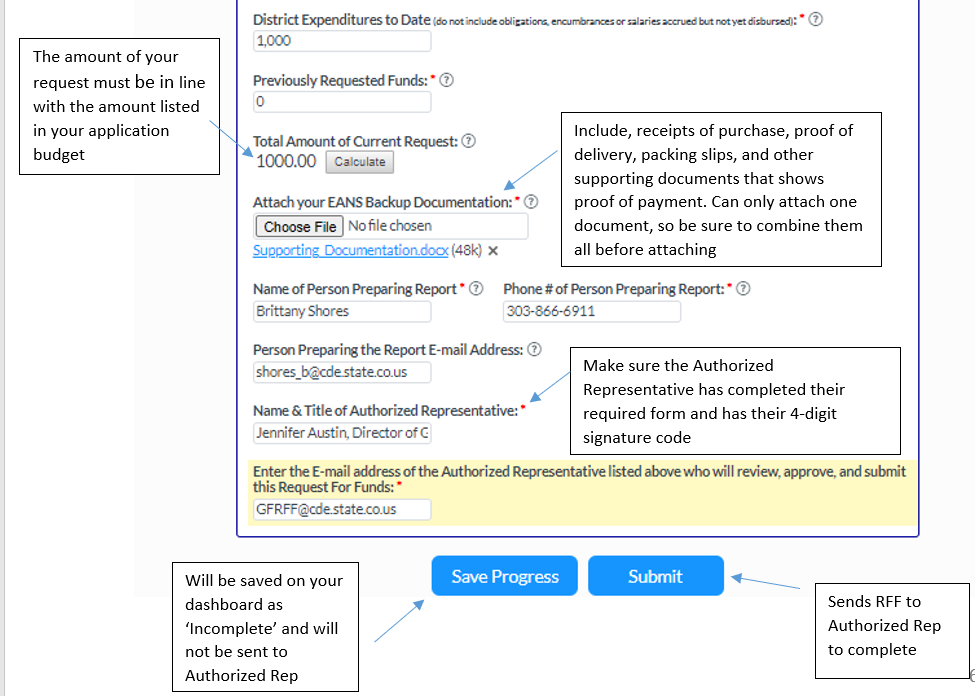 District Expenditures to Date (do not include obligations, encumbrances or salaries accrued but not yet disbursed): * ?
1,000
The amount of your
request must be in line
with the amount listed
in your application
budget
Previously Requested Funds: * ?
0
Total Amount of Current Request: ?
1000.00 Calculate
Include, receipts of purchase, proof of
delivery, packing slips, and other
supporting documents that shows
proof of payment. Can only attach one
document, so be sure to combine them
all before attaching
Attach your EANS Backup Documentation: * ?
Choose File No file chosen
Supporting_Documentation.docx (48k) ✕
Name of Person Preparing Report * ? Phone # of Person Preparing Report: * ?
Brittany Shores 303-866-6911
Person Preparing the Report E-mail Address: ?
shores_b@cde.state.co.us
Make sure the Authorized
Representative has completed their
required form and has their 4-digit
signature code
Name & Title of Authorized Representative: *
Jennifer Austin, Director of G
Enter the E-mail address of the Authorized Representative listed above who will review, approve, and submit
this Request For Funds: *
GFRFF@cde.state.co.us
Save Progress Submit
Will be saved on your
dashboard as
‘Incomplete’ and will
not be sent to
Authorized Rep
Sends RFF to
Authorized Rep
to complete